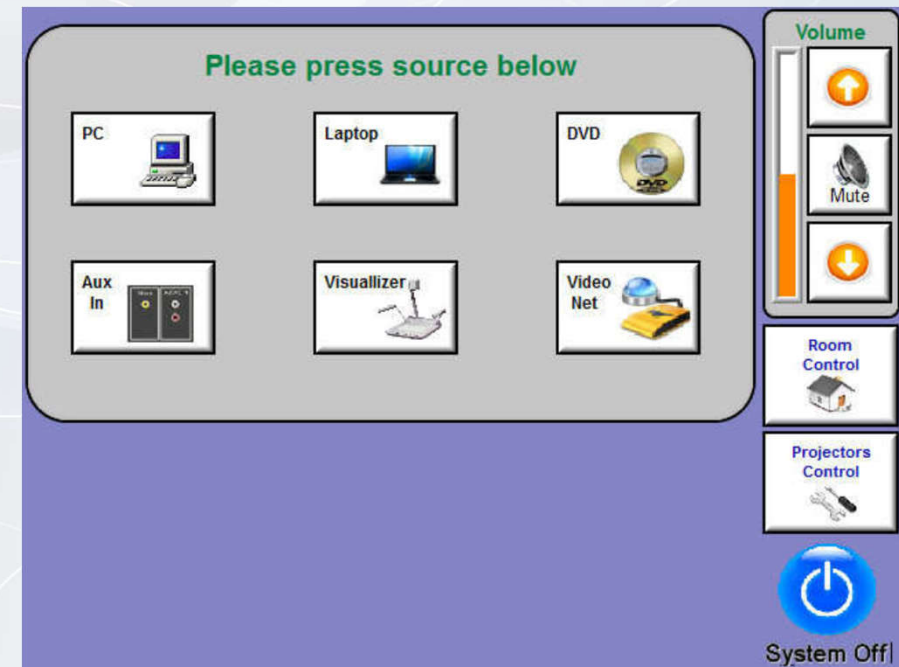 Please press source below
PC
Laptop
DVD
Aux
In
Visuallizer
Video
Net
Volume
Mute
Room
Control
Projectors
Control
System Off